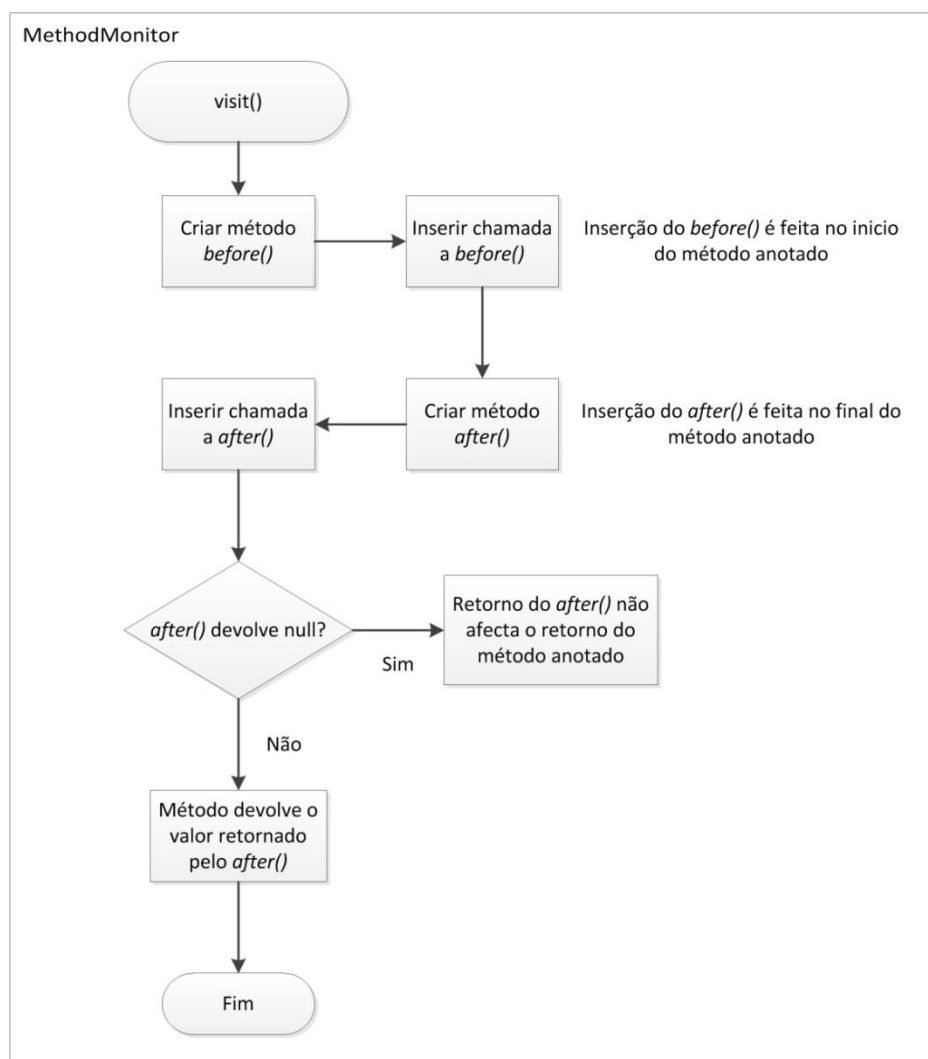 MethodMonitor
visit()
Criar método
before()
Inserir chamada
a before()
Inserção do before() é feita no inicio
do método anotado
Inserir chamada
a after()
Criar método
after()
Inserção do after() é feita no final do
método anotado
after() devolve null?
Sim
Retorno do after() não
afecta o retorno do
método anotado
Não
Método devolve o
valor retornado
pelo after()
Fim